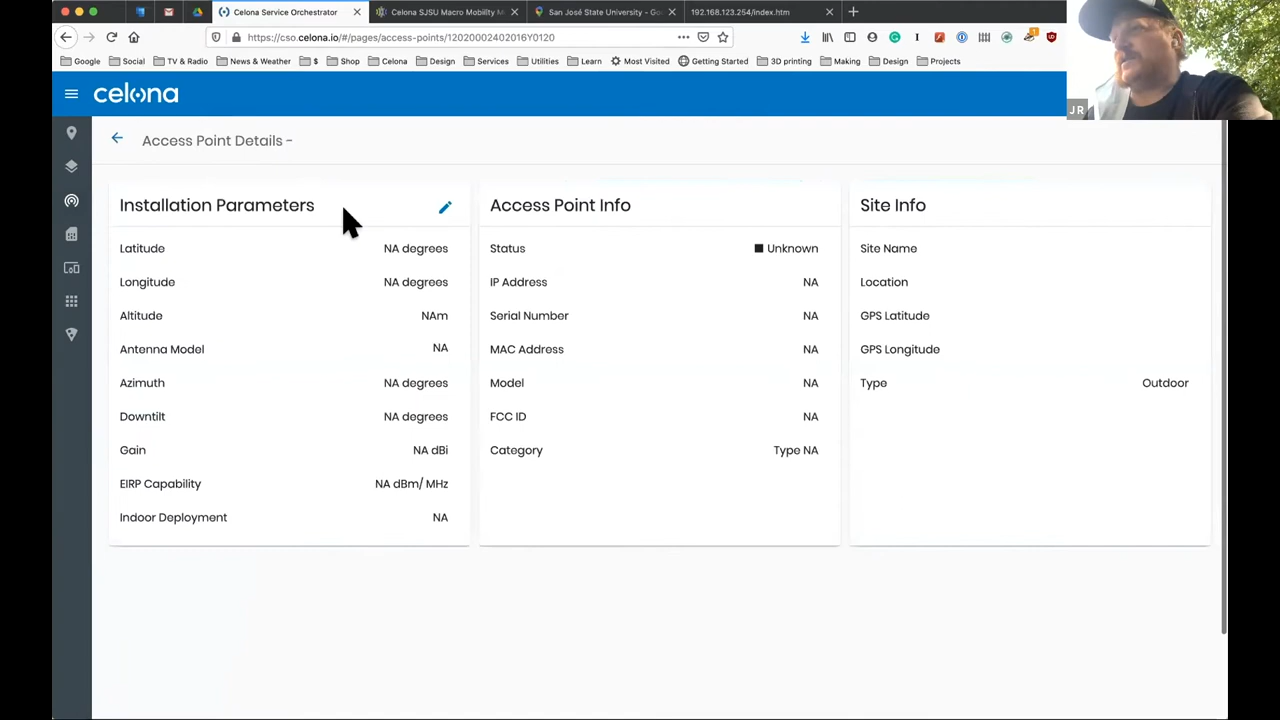 Celona Service Orchestrator
Celona SJSU Macro Mobility M
San José State University – Go
192.168.123.254/index.htm
https://cso.celona.io/#/pages/access-points/12020002402016Y0120
Google
Social
TV & Radio
News & Weather
$
Shop
Celona
Design
Services
Utilities
Learn
Most Visited
Getting Started
3D printing
Making
Design
Projects
JR
celona
Access Point Details -
Installation Parameters
Latitude NA degrees
Longitude NA degrees
Altitude NAm
Antenna Model NA
Azimuth NA degrees
Downtilt NA degrees
Gain NA dBi
EIRP Capability NA dBm/ MHz
Indoor Deployment NA
Access Point Info
Status Unknown
IP Address NA
Serial Number NA
MAC Address NA
Model NA
FCC ID NA
Category Type NA
Site Info
Site Name
Location
GPS Latitude
GPS Longitude
Type Outdoor